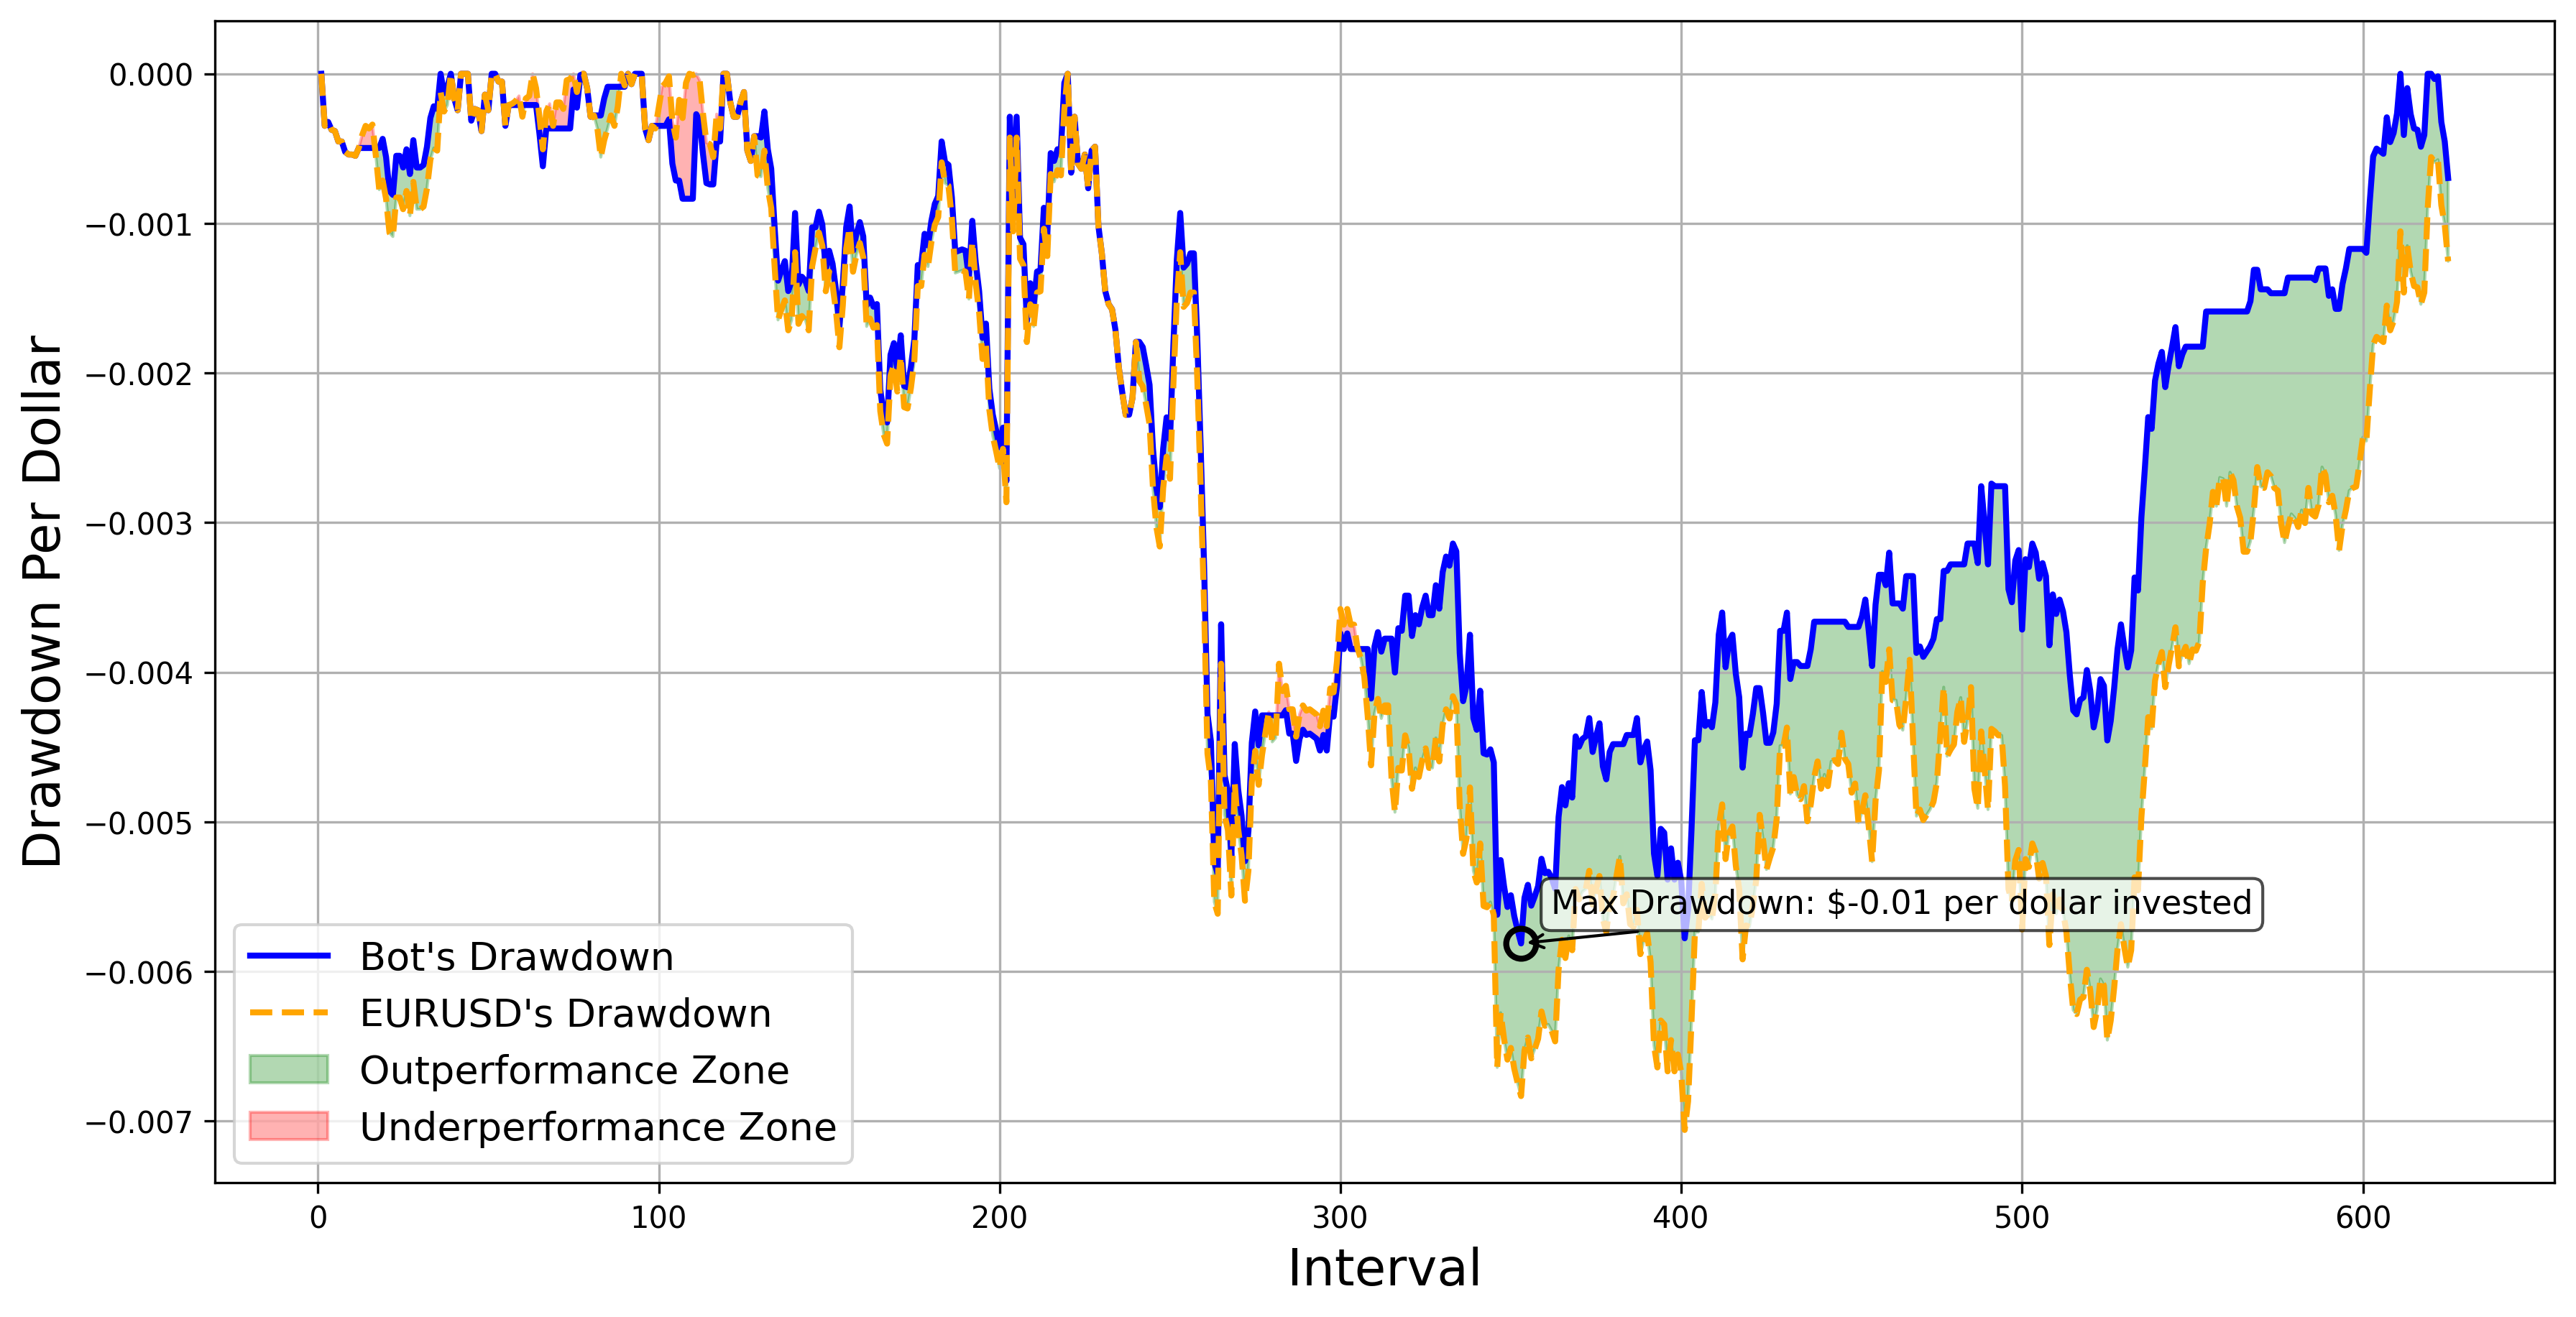 Drawdown Per Dollar
0.000
−0.001
−0.002
−0.003
−0.004
−0.005
−0.006
−0.007
Max Drawdown: $-0.01 per dollar invested
Bot's Drawdown
EURUSD's Drawdown
Outperformance Zone
Underperformance Zone
0 100 200 300 400 500 600
Interval